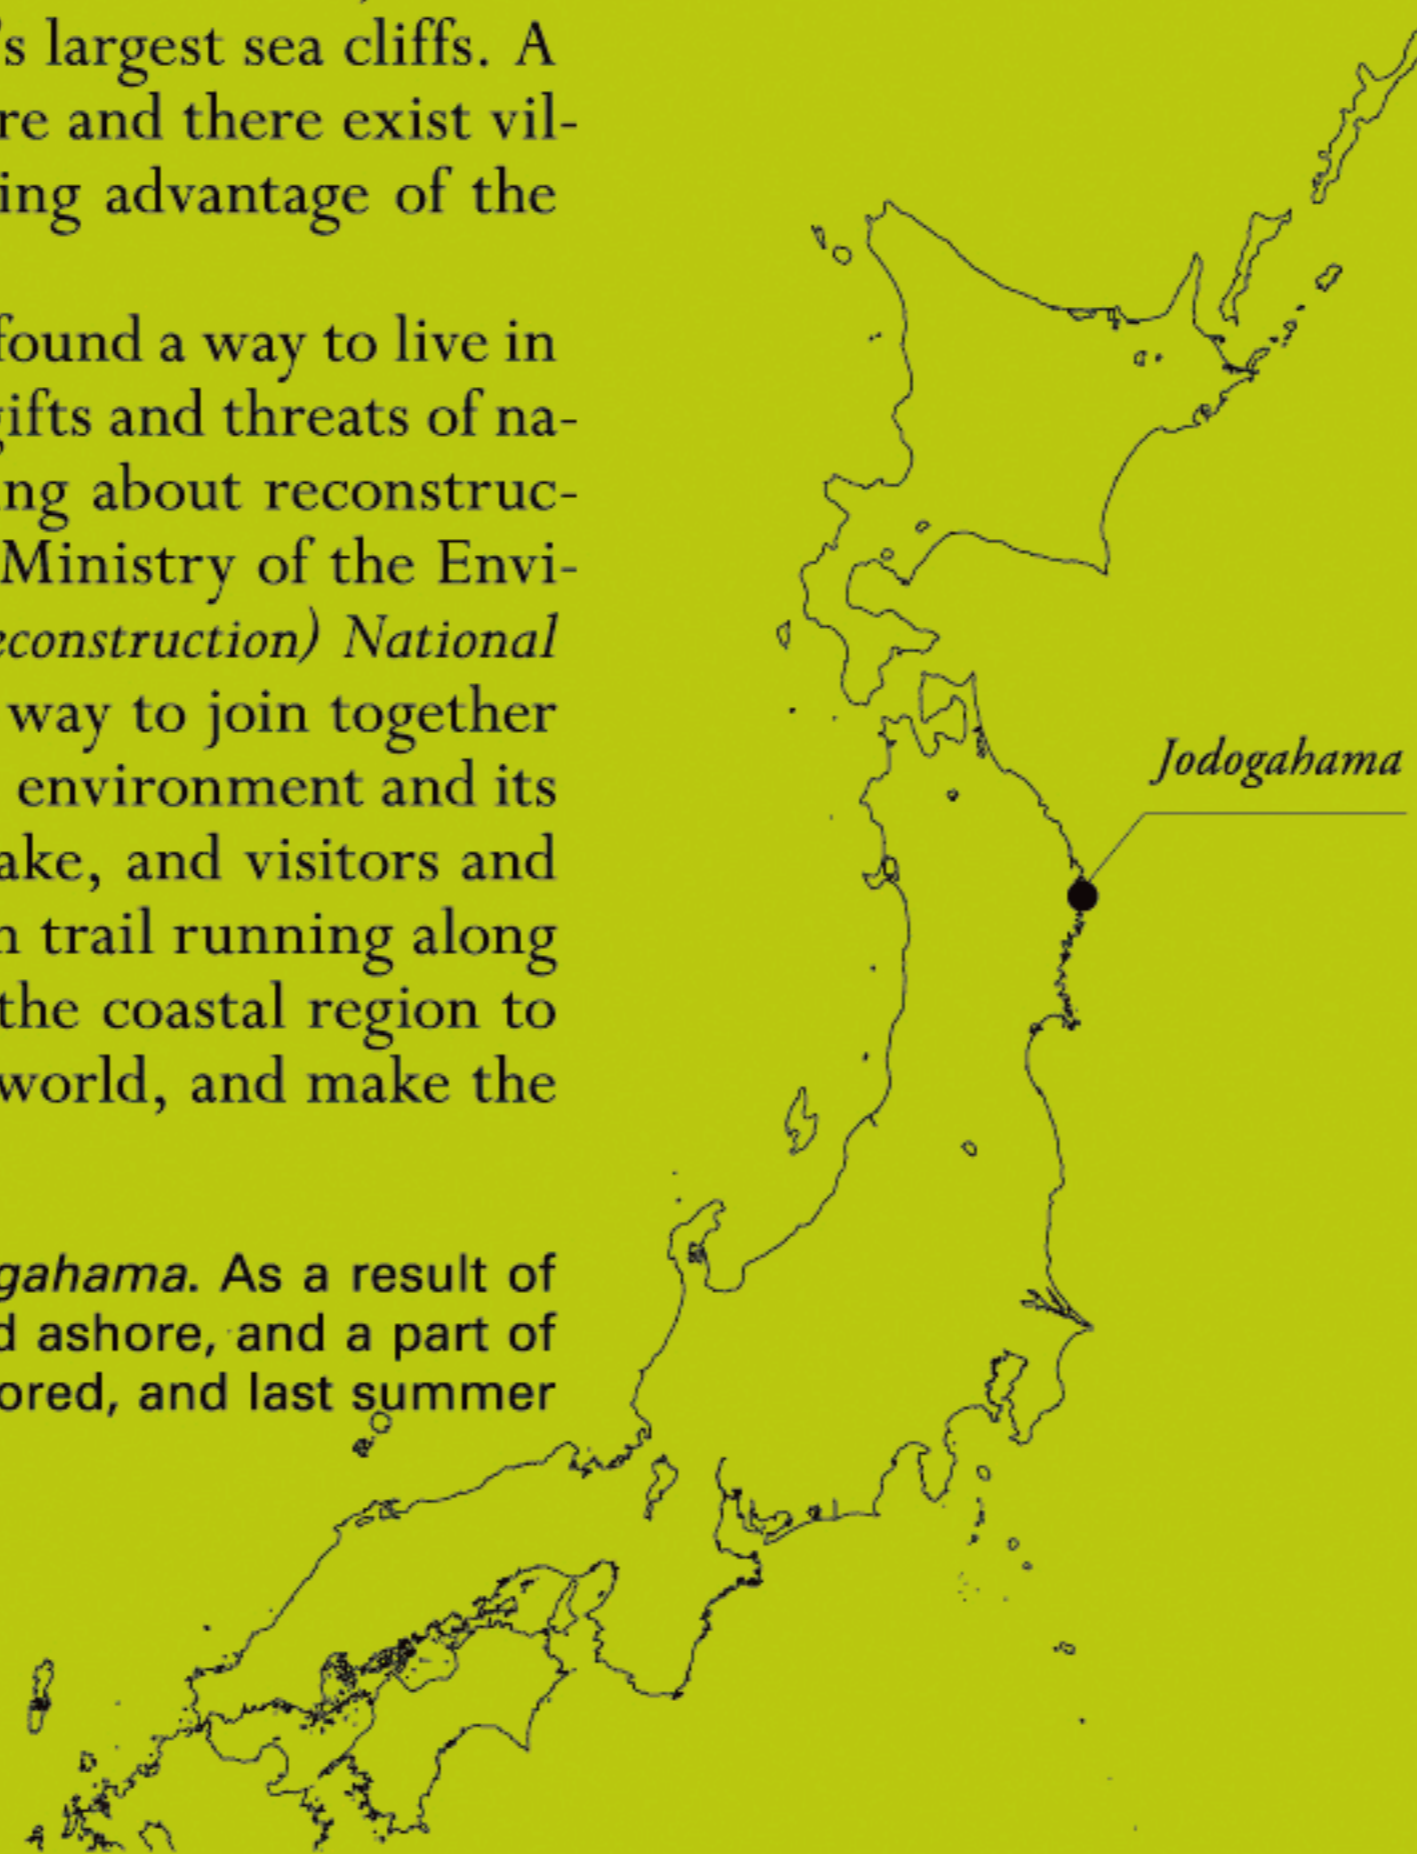 's largest sea cliffs. A
re and there exist vil-
ing advantage of the
found a way to live in
gifts and threats of na-
ng about reconstruc-
Ministry of the Envi-
econstruction) National
way to join together
environment and its
ake, and visitors and
n trail running along
the coastal region to
world, and make the
Jodogahama
gahama. As a result of
d ashore, and a part of
ored, and last summer